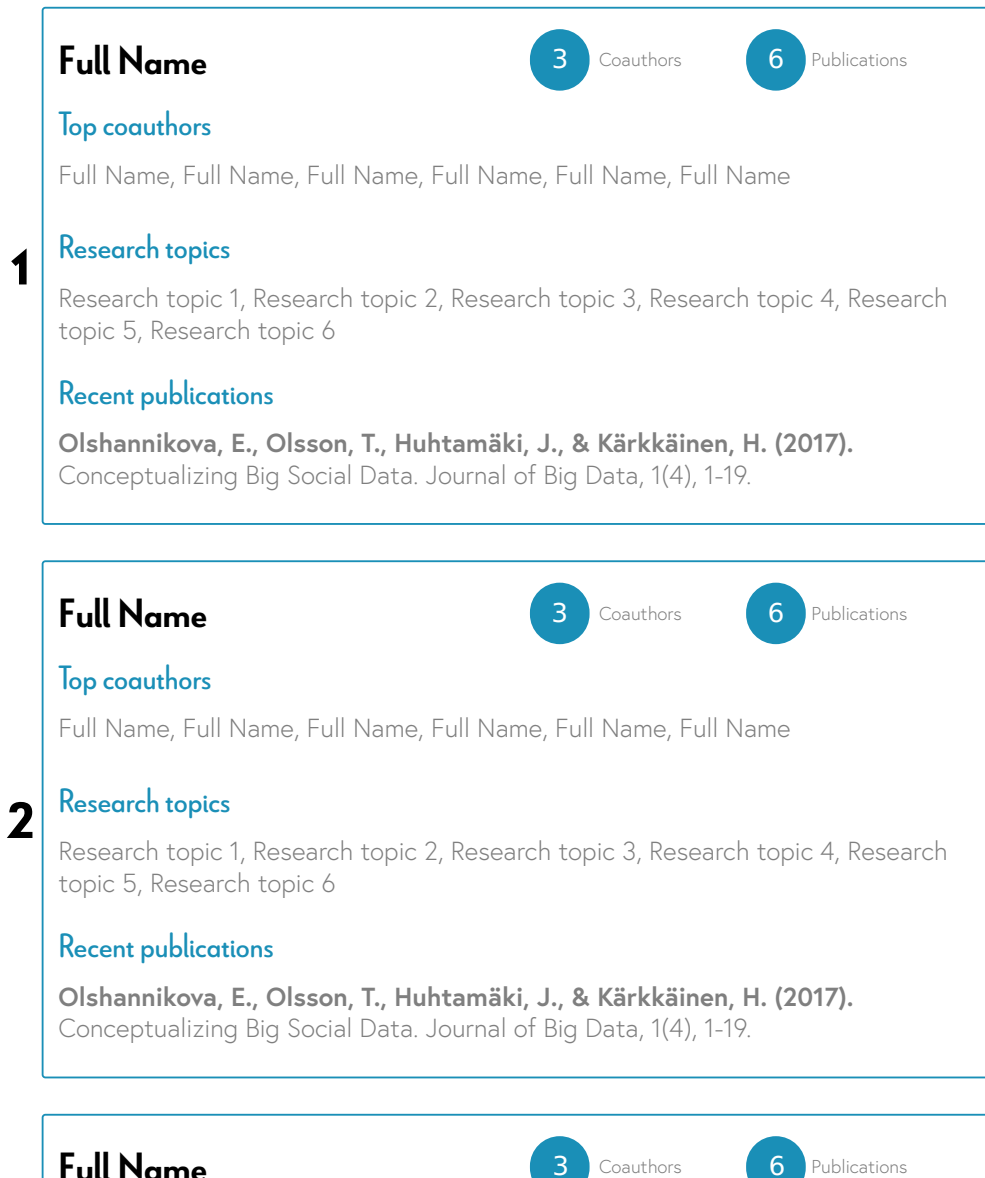 Full Name 3 Coauthors 6 Publications
Top coauthors
Full Name, Full Name, Full Name, Full Name, Full Name, Full Name
1
Research topics
Research topic 1, Research topic 2, Research topic 3, Research topic 4, Research
topic 5, Research topic 6
Recent publications
Olshannikova, E., Olsson, T., Huhtamäki, J., & Kärkkäinen, H. (2017).
Conceptualizing Big Social Data. Journal of Big Data, 1(4), 1-19.
Full Name 3 Coauthors 6 Publications
Top coauthors
Full Name, Full Name, Full Name, Full Name, Full Name, Full Name
2
Research topics
Research topic 1, Research topic 2, Research topic 3, Research topic 4, Research
topic 5, Research topic 6
Recent publications
Olshannikova, E., Olsson, T., Huhtamäki, J., & Kärkkäinen, H. (2017).
Conceptualizing Big Social Data. Journal of Big Data, 1(4), 1-19.
Full Name 3 Coauthors 6 Publications